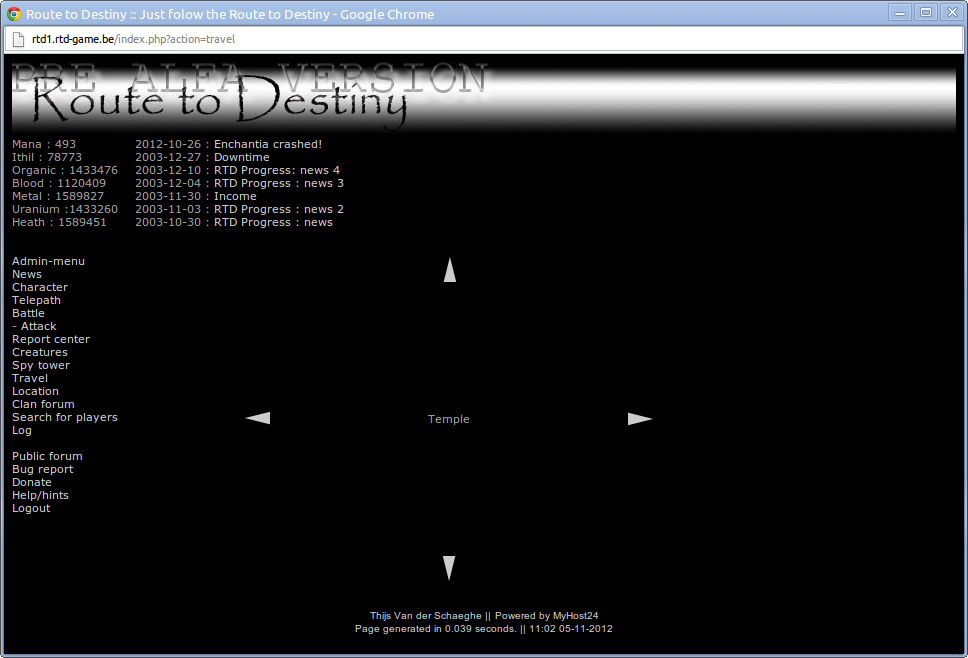 Route to Destiny :: Just folow the Route to Destiny - Google Chrome
rtd1.rtd-game.be/index.php?action=travel
PRE ALFA VERSION
Route to Destiny
Mana : 493
Ithil : 78773
Organic : 1433476
Blood : 1120409
Metal : 1589827
Uranium :1433260
Heath : 1589451
2012-10-26 : Enchantia crashed!
2003-12-27 : Downtime
2003-12-10 : RTD Progress: news 4
2003-12-04 : RTD Progress : news 3
2003-11-30 : Income
2003-11-03 : RTD Progress : news 2
2003-10-30 : RTD Progress : news
Admin-menu
News
Character
Telepath
Battle
- Attack
Report center
Creatures
Spy tower
Travel
Location
Clan forum
Search for players
Log
Public forum
Bug report
Donate
Help/hints
Logout
Temple
Thijs Van der Schaeghe || Powered by MyHost24
Page generated in 0.039 seconds. || 11:02 05-11-2012